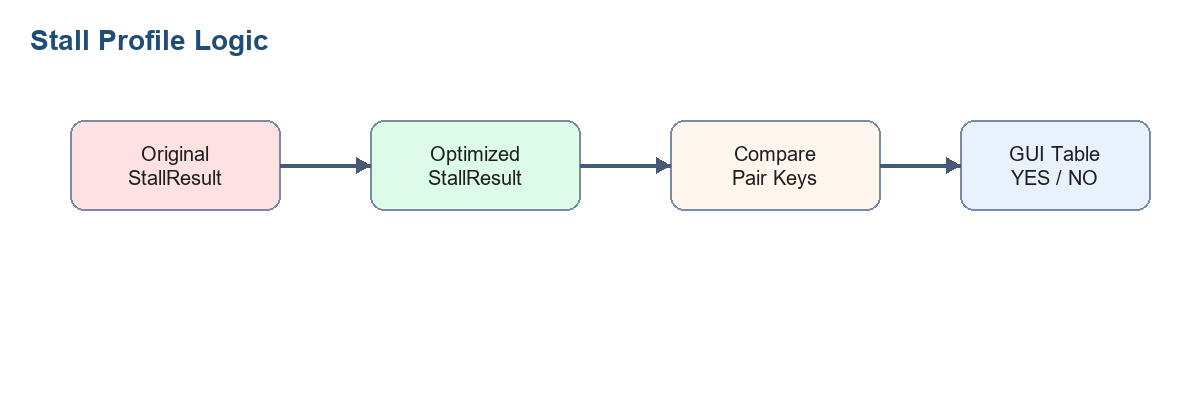 Stall Profile Logic
Original
StallResult
Optimized
StallResult
Compare
Pair Keys
GUI Table
YES / NO